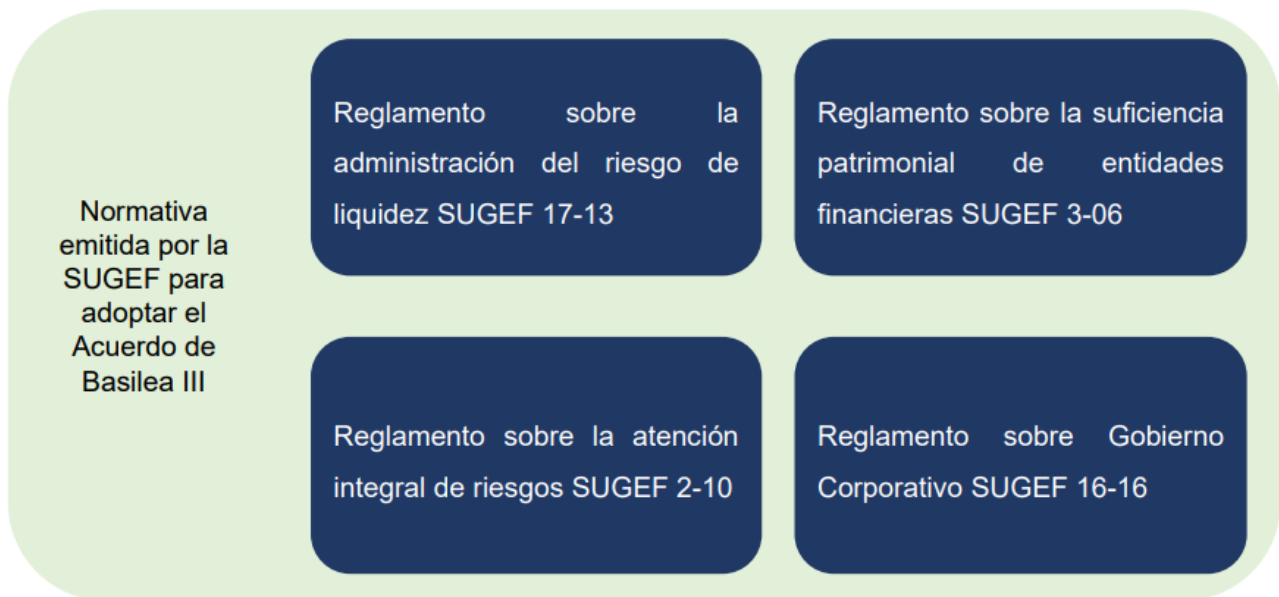 Normativa
emitida por la
SUGEF para
adoptar el
Acuerdo de
Basilea III
Reglamento sobre la
administración del riesgo de
liquidez SUGEF 17-13
Reglamento sobre la suficiencia
patrimonial de entidades
financieras SUGEF 3-06
Reglamento sobre la atención
integral de riesgos SUGEF 2-10
Reglamento sobre Gobierno
Corporativo SUGEF 16-16